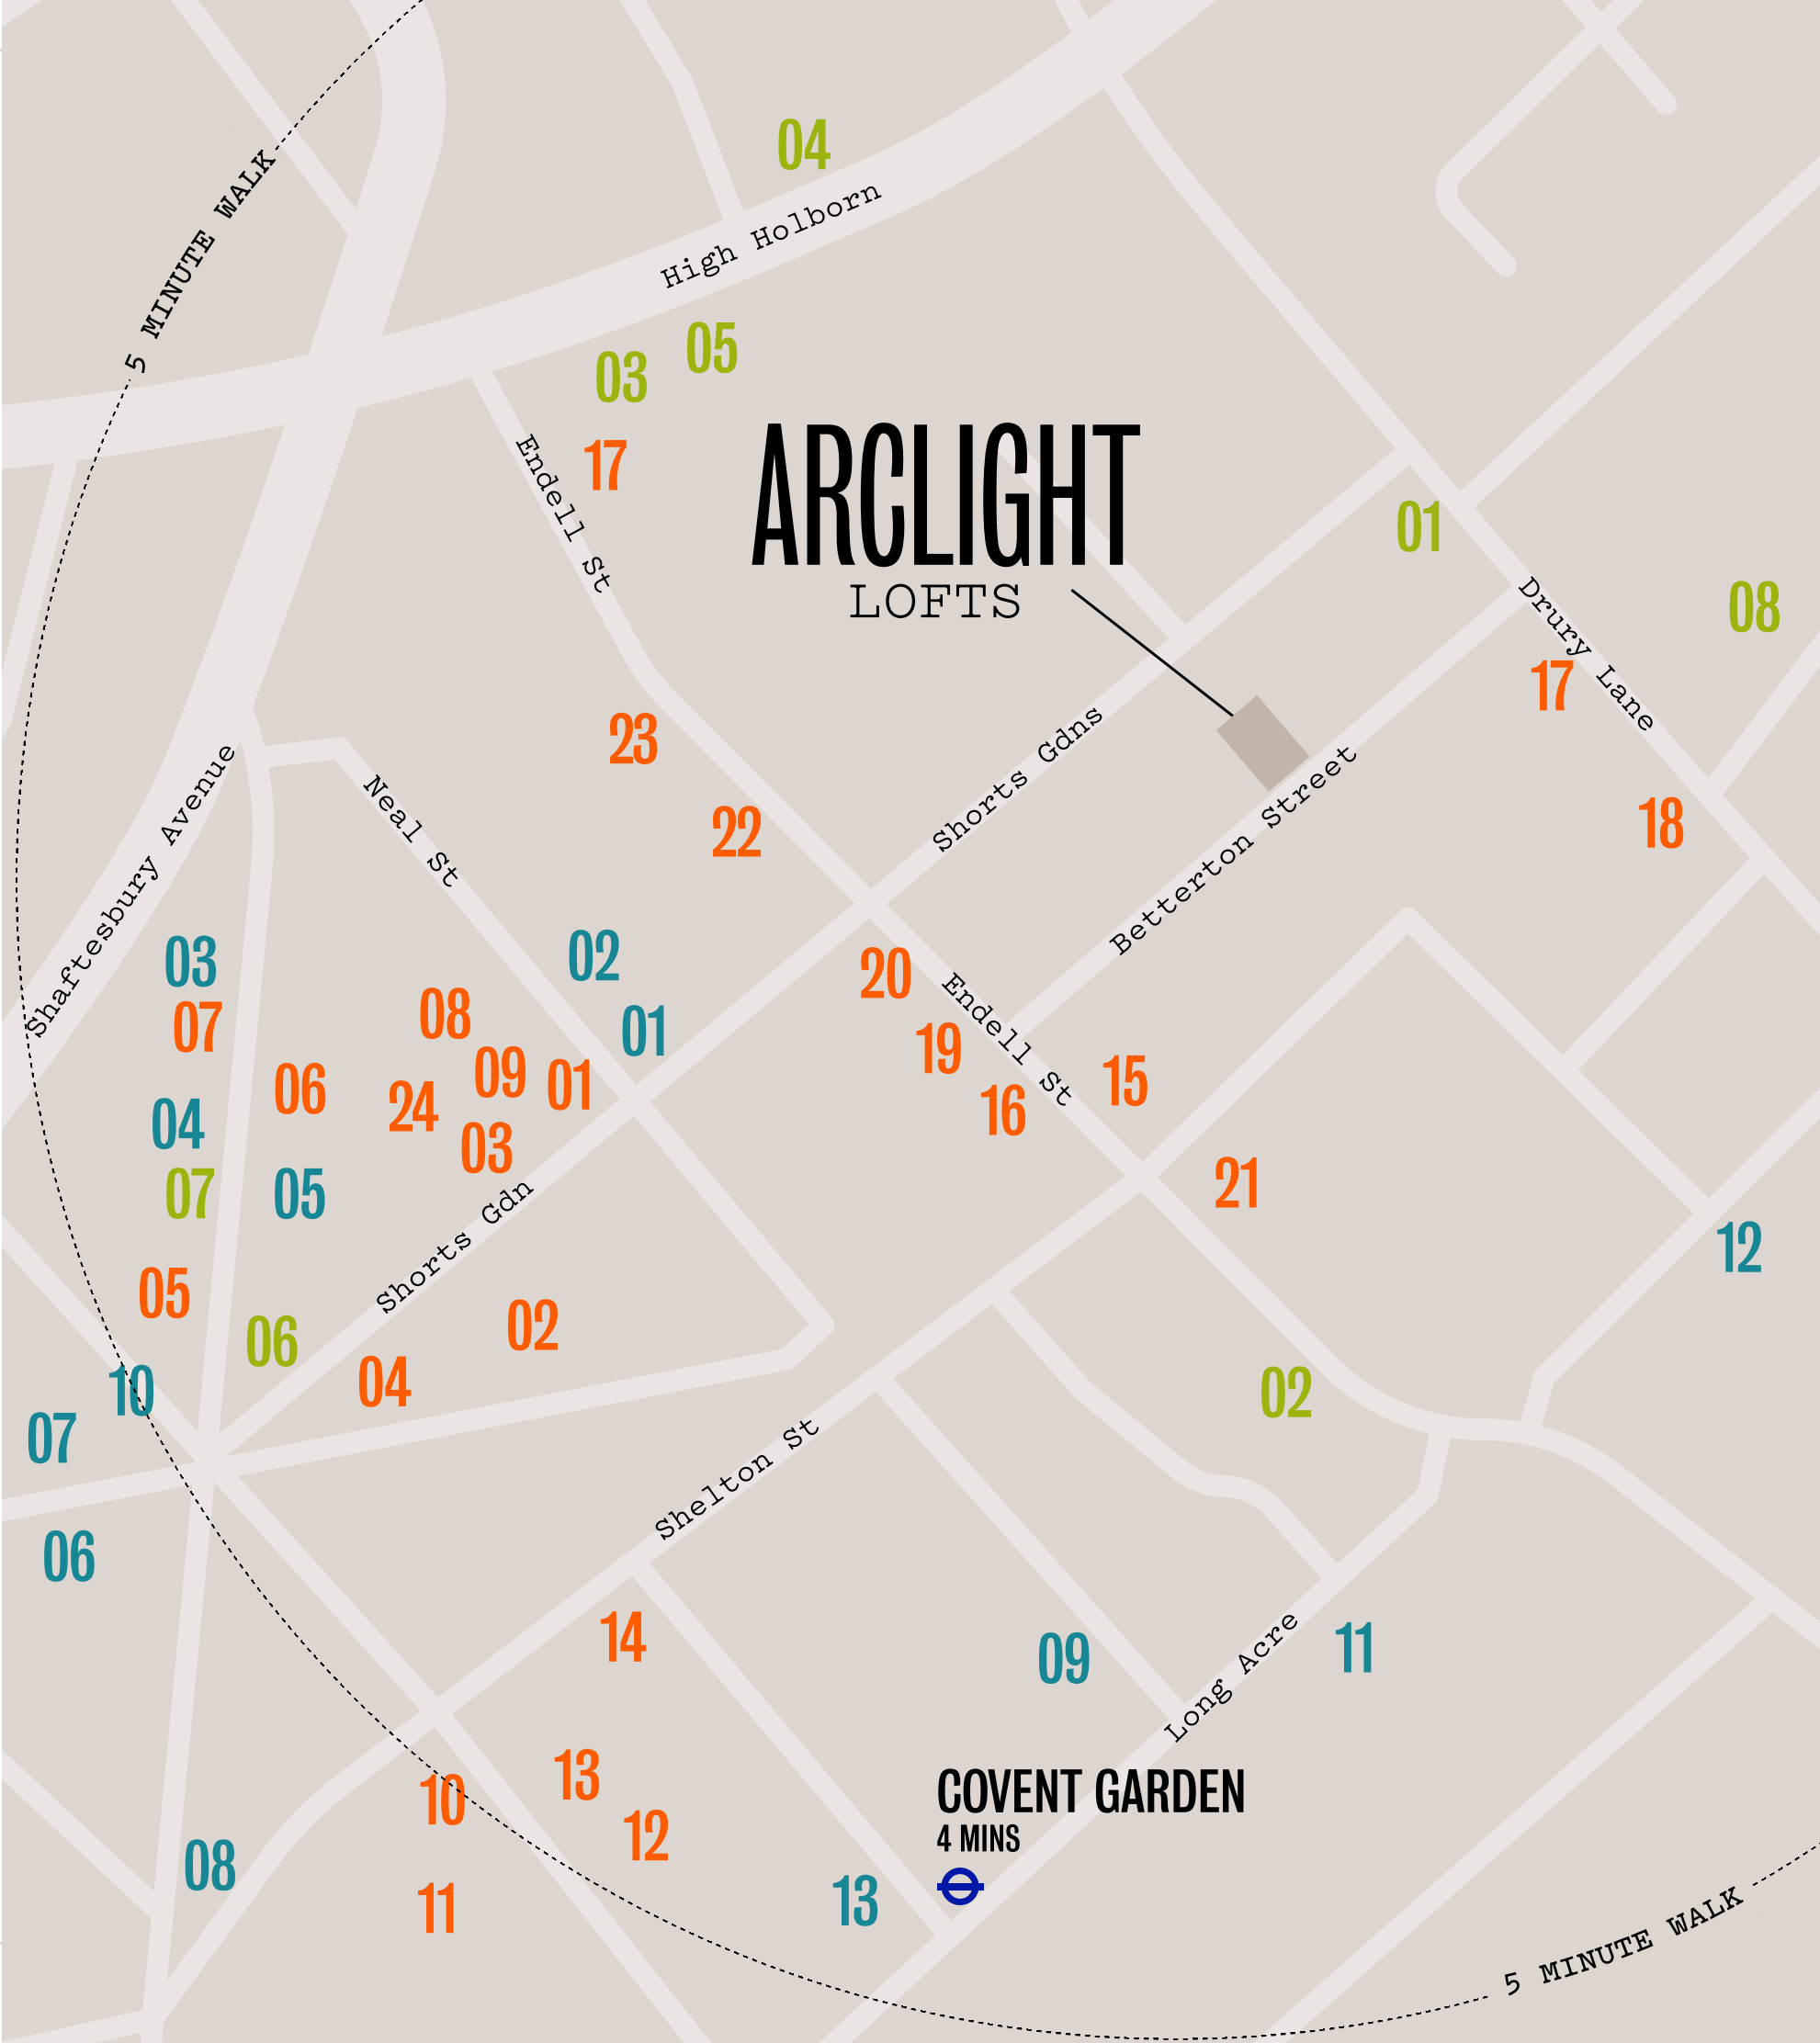 04
5 MINUTE WALK
High Holborn
05
03
17
Endell St
ARCLIGHT
LOFTS
01
08
Drury Lane
17
23
Shorts Gdns
Betterton Street
22
18
Neal St
Shaftesbury Avenue
03
02
20
07
08
01
Endell St
19
06
09
01
15
24
16
04
03
07
05
21
Shorts Gdn
12
05
06
02
04
10
02
07
Shelton St
06
14
09
11
Long Acre
13
10
COVENT GARDEN
4 MINS
12
08
11
13
5 MINUTE WALK